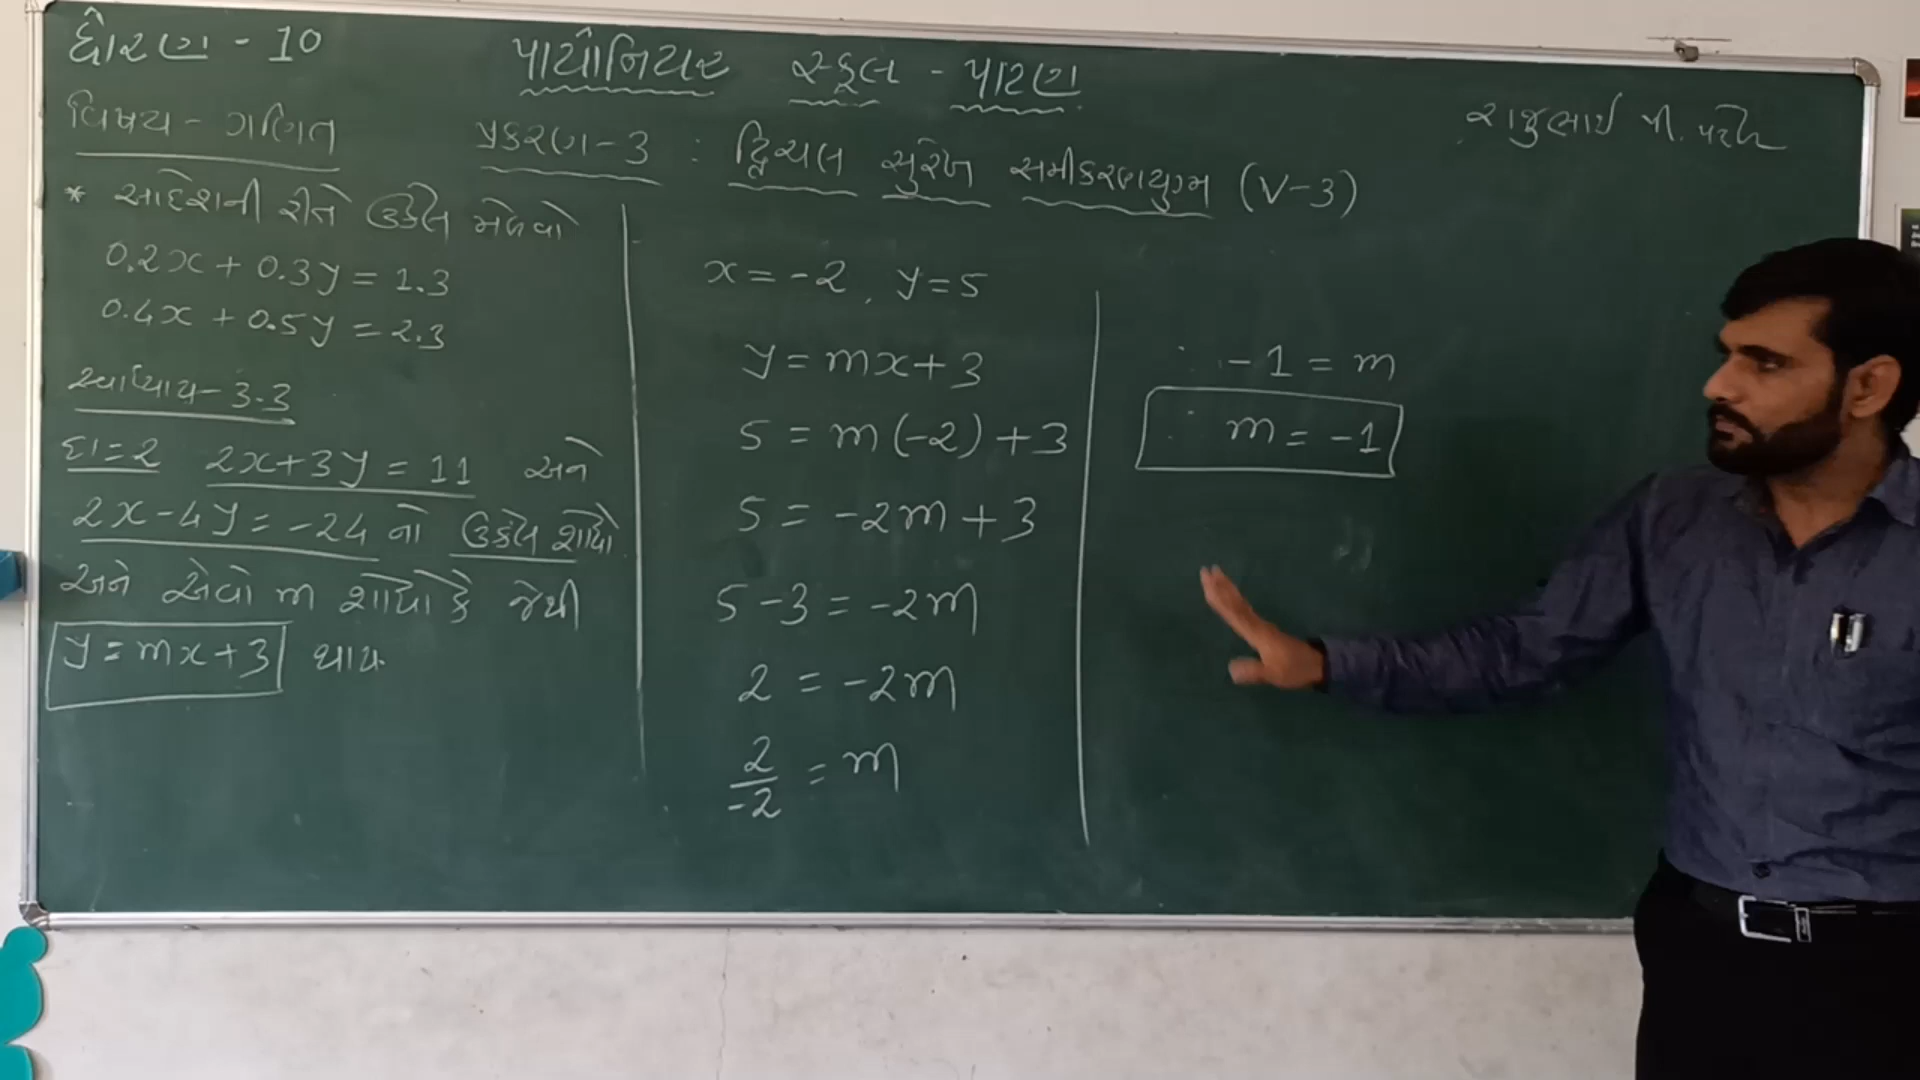 ધોરણ - 10
પાયોનિયર સ્કૂલ - પાટણ
રાજુભાઈ પી. પટેલ
વિષય - ગણિત
પ્રકરણ-3 : દ્વિચલ સુરેખ સમીકરણયુગ્મ (V-3)
* આદેશની રીતે ઉકેલ મેળવો
0.2x + 0.3y = 1.3
0.4x + 0.5y = 2.3
સ્વાધ્યાય - 3.3
દા=2 2x+3y = 11 અને
2x-4y = -24 નો ઉકેલ શોધો
અને એવો m શોધો કે જેથી
y = mx+3 થાય
x = -2, y = 5
y = mx + 3
5 = m(-2) + 3
5 = -2m + 3
5 - 3 = -2m
2 = -2m
2/-2 = m
∴ -1 = m
∴ m = -1